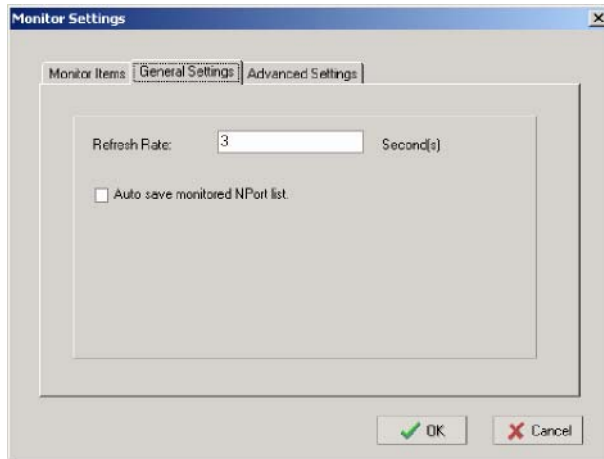 Monitor Settings
Monitor Items General Settings Advanced Settings
Refresh Rate: 3 Second(s)
Auto save monitored NPort list.
OK Cancel